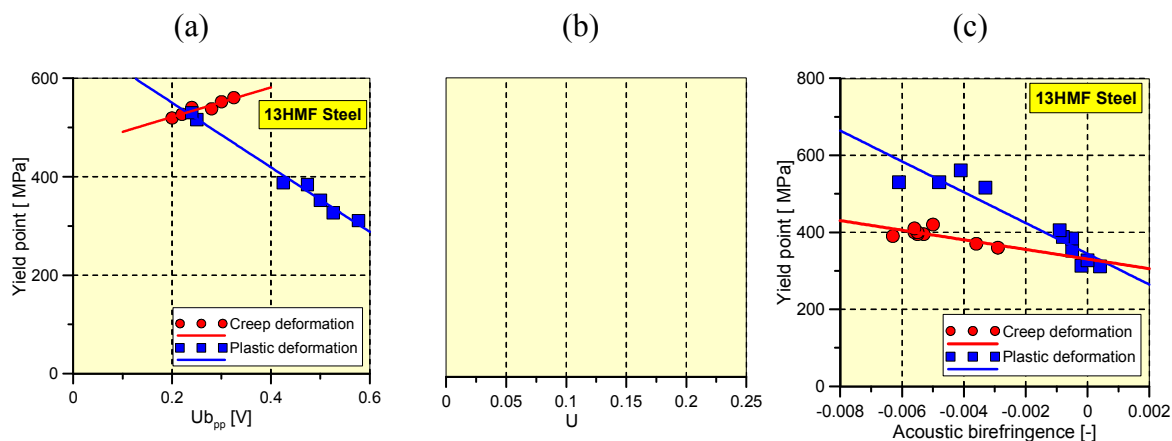 (a)
(b)
(c)
600
400
200
0
Yield point [ MPa]
13HMF Steel
Creep deformation
Plastic deformation
0
0.2
0.4
0.6
Ub_pp [V]
0
0.05
0.1
0.15
0.2
0.25
U
800
600
400
200
0
Yield point [ MPa]
13HMF Steel
Creep deformation
Plastic deformation
-0.008
-0.006
-0.004
-0.002
0
0.002
Acoustic birefringence [-]